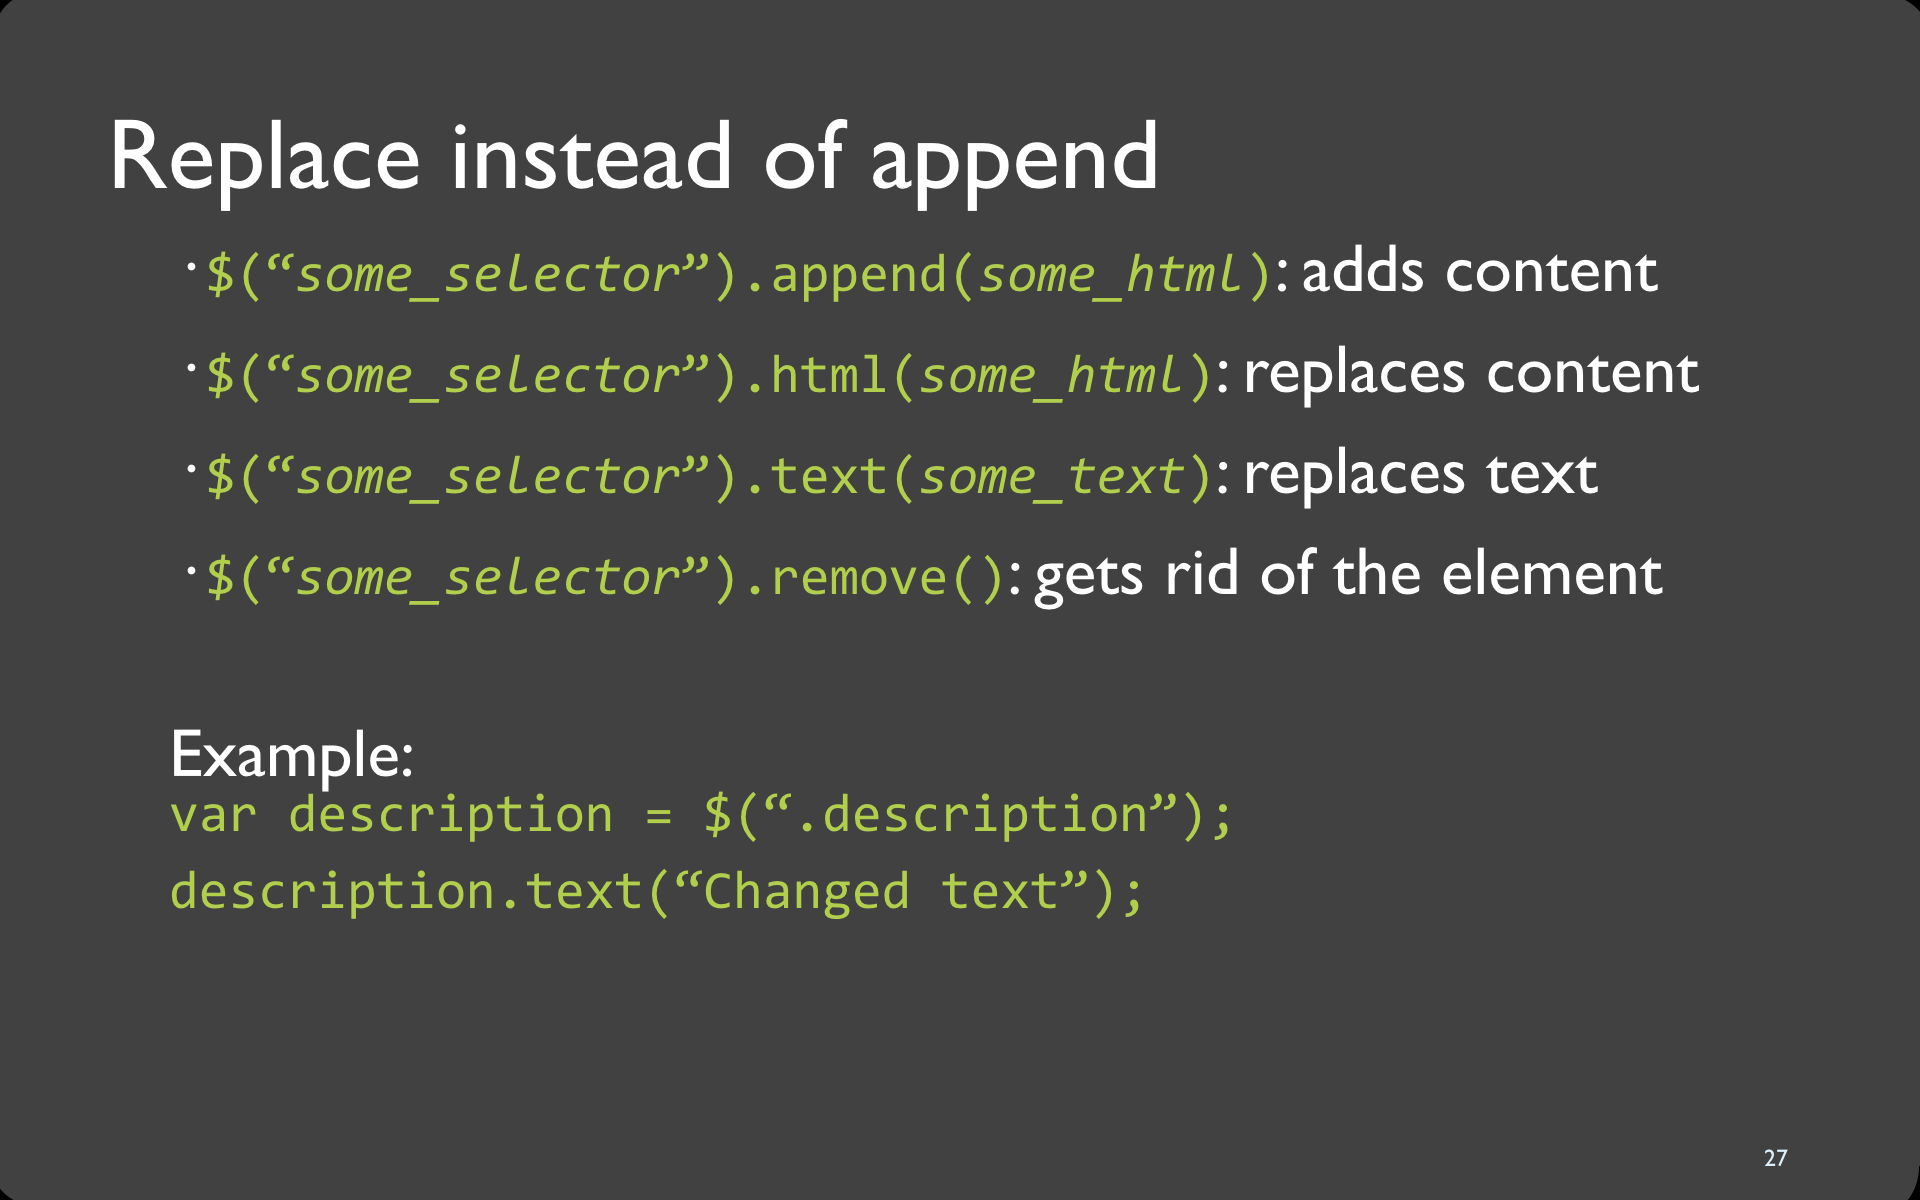 Replace instead of append
·$(“some_selector”).append(some_html): adds content
·$(“some_selector”).html(some_html): replaces content
·$(“some_selector”).text(some_text): replaces text
·$(“some_selector”).remove(): gets rid of the element
Example:
var description = $(“.description”);
description.text(“Changed text”);
27